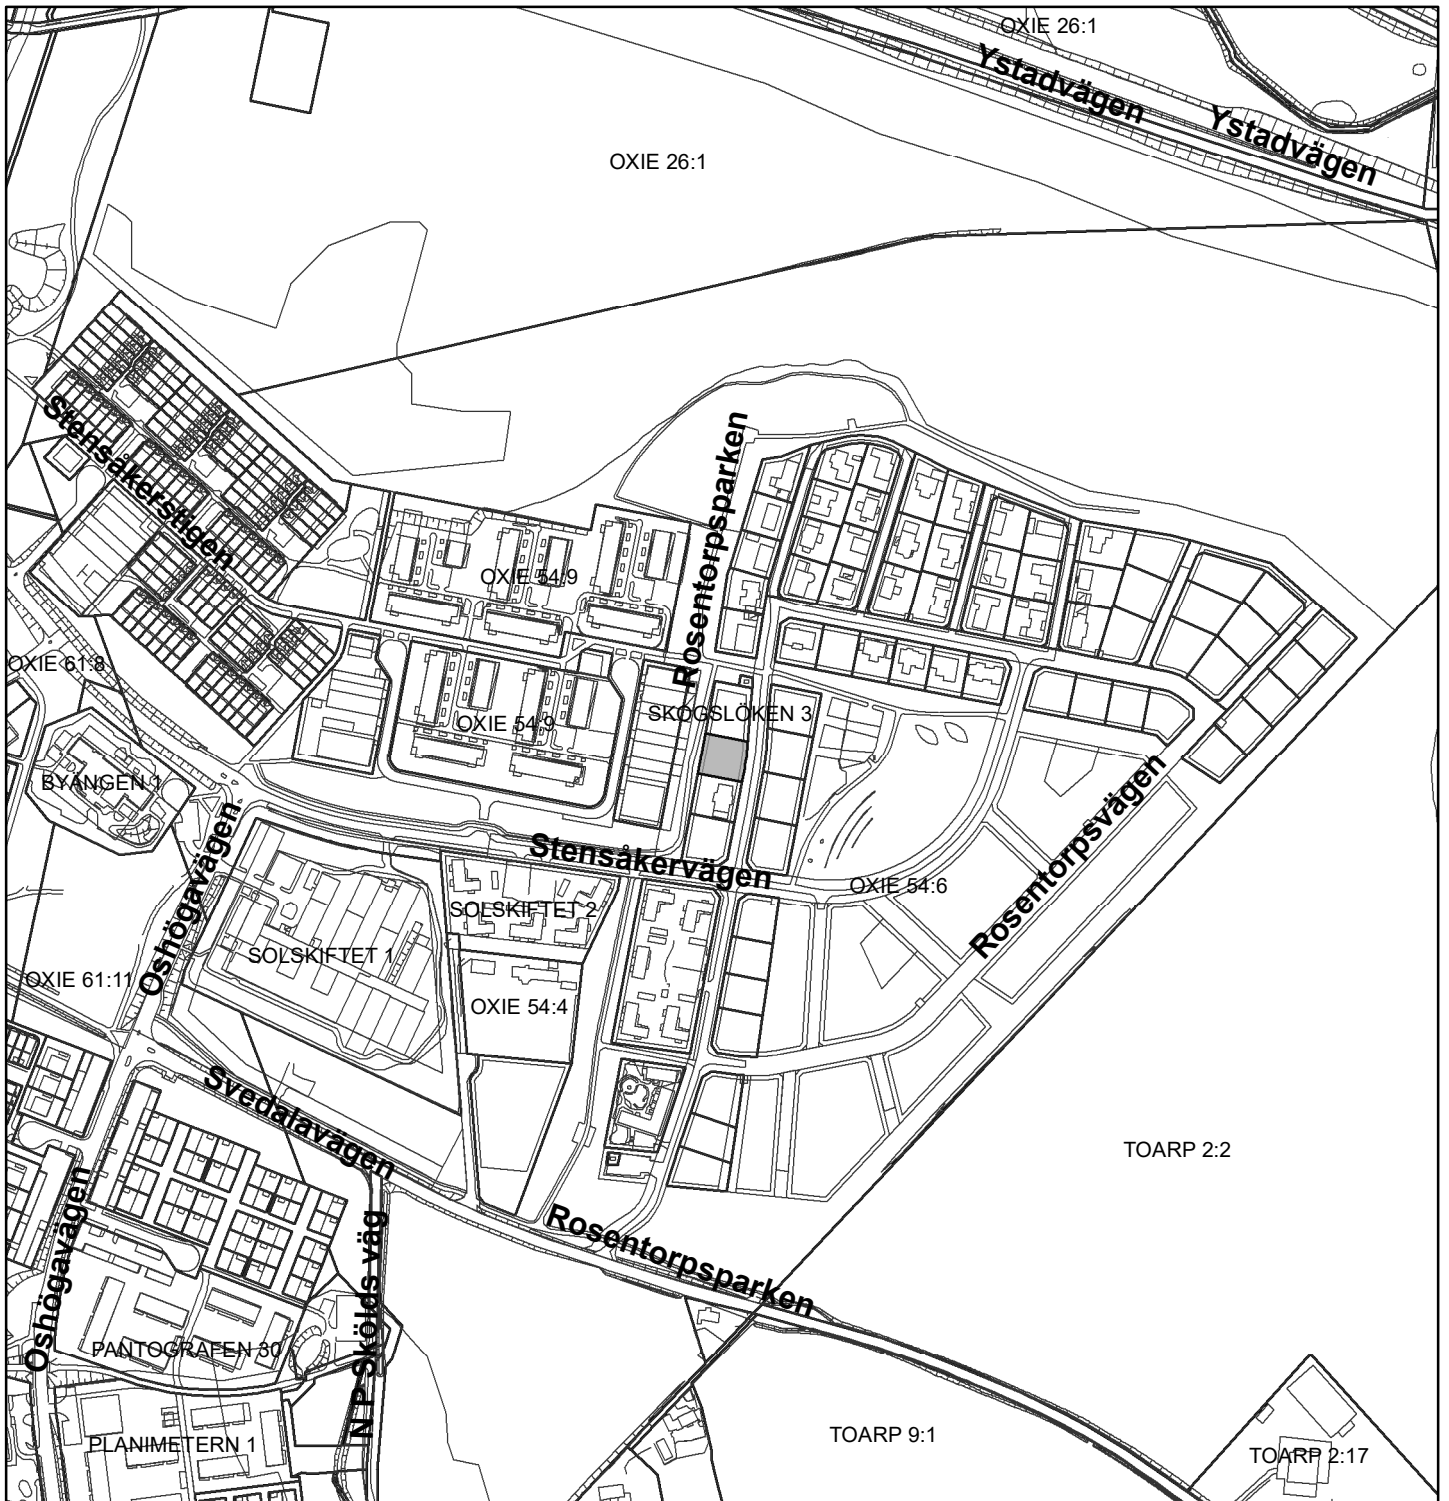 OXIE 26:1
Ystadvägen
Ystadvägen
OXIE 26:1
Stensåkerstigen
Rosentorpsparken
OXIE 54:9
OXIE 61:8
SKOGSLÖKEN 3
OXIE 54:9
BYÄNGEN 1
Oshögavägen
Stensåkervägen
Rosentorpsvägen
OXIE 54:6
SOLSKIFTET 2
SOLSKIFTET 1
OXIE 61:11
OXIE 54:4
Svedalavägen
TOARP 2:2
Oshögavägen
N P Skölds väg
Rosentorpsparken
PANTOGRAFEN 30
PLANIMETERN 1
TOARP 9:1
TOARP 2:17